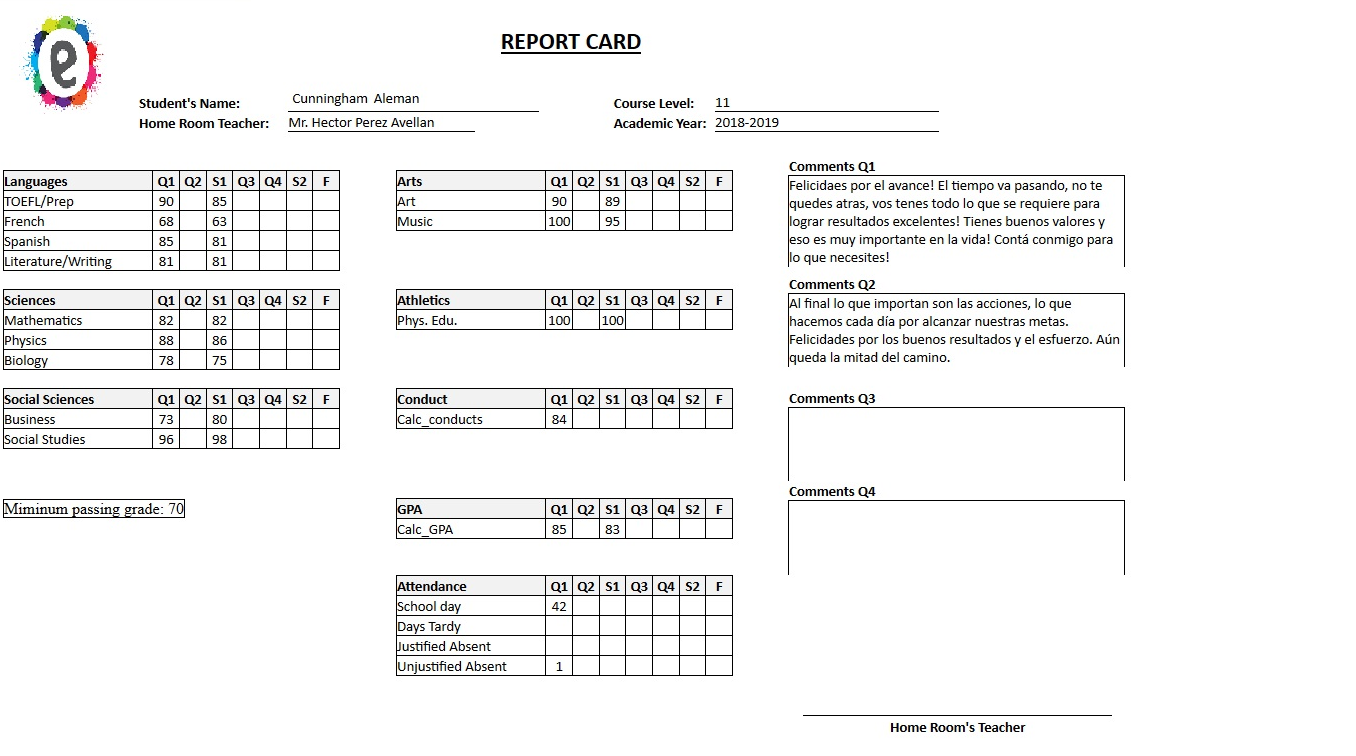 e
REPORT CARD
Student's Name: Cunningham Aleman Course Level: 11
Home Room Teacher: Mr. Hector Perez Avellan Academic Year: 2018-2019
Languages Q1 Q2 S1 Q3 Q4 S2 F
TOEFL/Prep 90 85
French 68 63
Spanish 85 81
Literature/Writing 81 81
Sciences Q1 Q2 S1 Q3 Q4 S2 F
Mathematics 82 82
Physics 88 86
Biology 78 75
Social Sciences Q1 Q2 S1 Q3 Q4 S2 F
Business 73 80
Social Studies 96 98
Miminum passing grade: 70
Arts Q1 Q2 S1 Q3 Q4 S2 F
Art 90 89
Music 100 95
Athletics Q1 Q2 S1 Q3 Q4 S2 F
Phys. Edu. 100 100
Conduct Q1 Q2 S1 Q3 Q4 S2 F
Calc_conducts 84
GPA Q1 Q2 S1 Q3 Q4 S2 F
Calc_GPA 85 83
Attendance Q1 Q2 S1 Q3 Q4 S2 F
School day 42
Days Tardy
Justified Absent
Unjustified Absent 1
Comments Q1
Felicidaes por el avance! El tiempo va pasando, no te
quedes atras, vos tenes todo lo que se requiere para
lograr resultados excelentes! Tienes buenos valores y
eso es muy importante en la vida! Contá conmigo para
lo que necesites!
Comments Q2
Al final lo que importan son las acciones, lo que
hacemos cada día por alcanzar nuestras metas.
Felicidades por los buenos resultados y el esfuerzo. Aún
queda la mitad del camino.
Comments Q3
Comments Q4
Home Room's Teacher